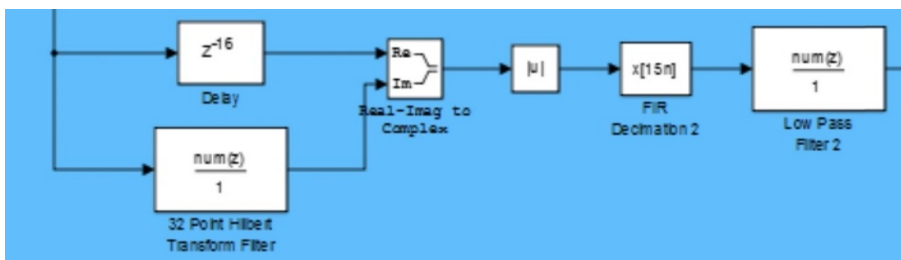 z-16
Delay
Re
Im
Real-Imag to
Complex
|u|
x[15n]
FIR
Decimation 2
num(z)
1
Low Pass
Filter 2
num(z)
1
32 Point Hilbert
Transform Filter